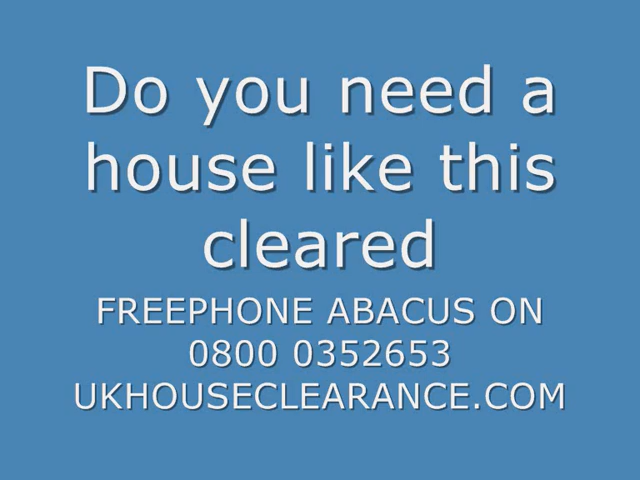 Do you need a
house like this
cleared
FREEPHONE ABACUS ON
0800 0352653
UKHOUSECLEARANCE.COM